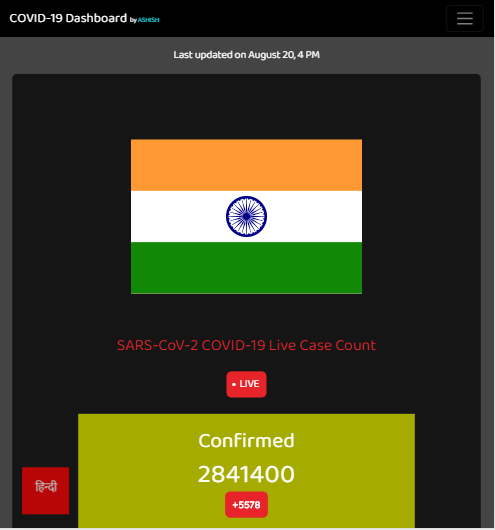 COVID-19 Dashboard by ASHISH
Last updated on August 20, 4 PM
SARS-CoV-2 COVID-19 Live Case Count
• LIVE
Confirmed
2841400
+5578
हिन्दी